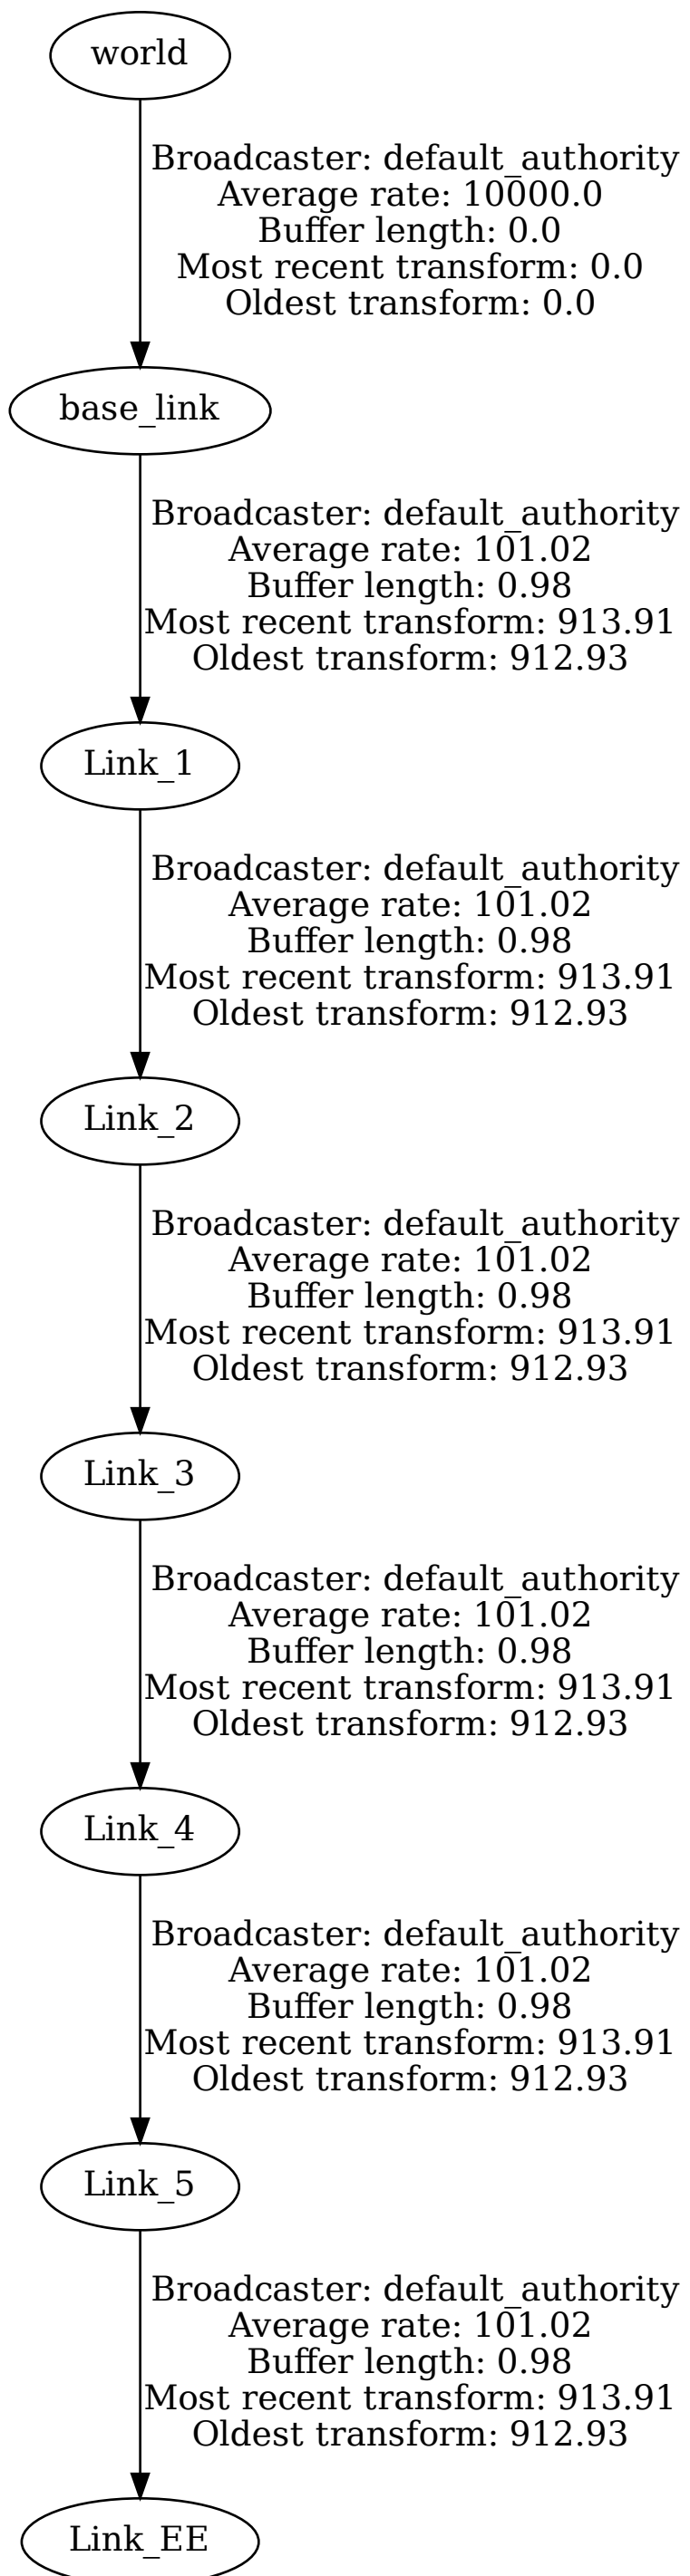 world
Broadcaster: default_authority
Average rate: 10000.0
Buffer length: 0.0
Most recent transform: 0.0
Oldest transform: 0.0
base_link
Broadcaster: default_authority
Average rate: 101.02
Buffer length: 0.98
Most recent transform: 913.91
Oldest transform: 912.93
Link_1
Broadcaster: default_authority
Average rate: 101.02
Buffer length: 0.98
Most recent transform: 913.91
Oldest transform: 912.93
Link_2
Broadcaster: default_authority
Average rate: 101.02
Buffer length: 0.98
Most recent transform: 913.91
Oldest transform: 912.93
Link_3
Broadcaster: default_authority
Average rate: 101.02
Buffer length: 0.98
Most recent transform: 913.91
Oldest transform: 912.93
Link_4
Broadcaster: default_authority
Average rate: 101.02
Buffer length: 0.98
Most recent transform: 913.91
Oldest transform: 912.93
Link_5
Broadcaster: default_authority
Average rate: 101.02
Buffer length: 0.98
Most recent transform: 913.91
Oldest transform: 912.93
Link_EE